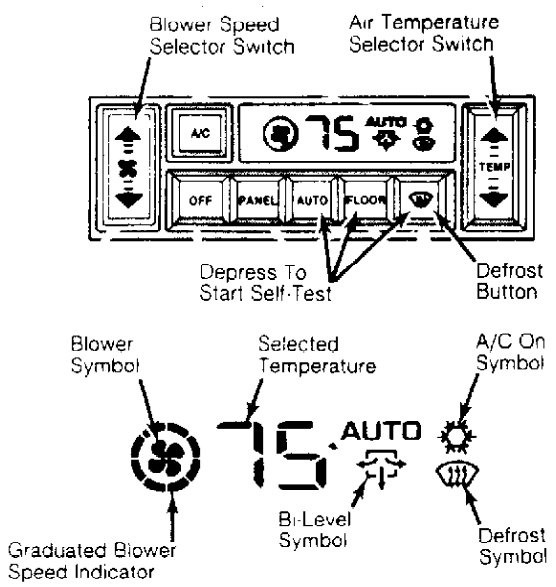 Blower Speed
Selector Switch
Air Temperature
Selector Switch
A/C
75
AUTO
TEMP
OFF
PANEL
AUTO
FLOOR
Depress To
Start Self-Test
Defrost
Button
Blower
Symbol
Selected
Temperature
A/C On
Symbol
75
AUTO
Bi-Level
Symbol
Defrost
Symbol
Graduated Blower
Speed Indicator